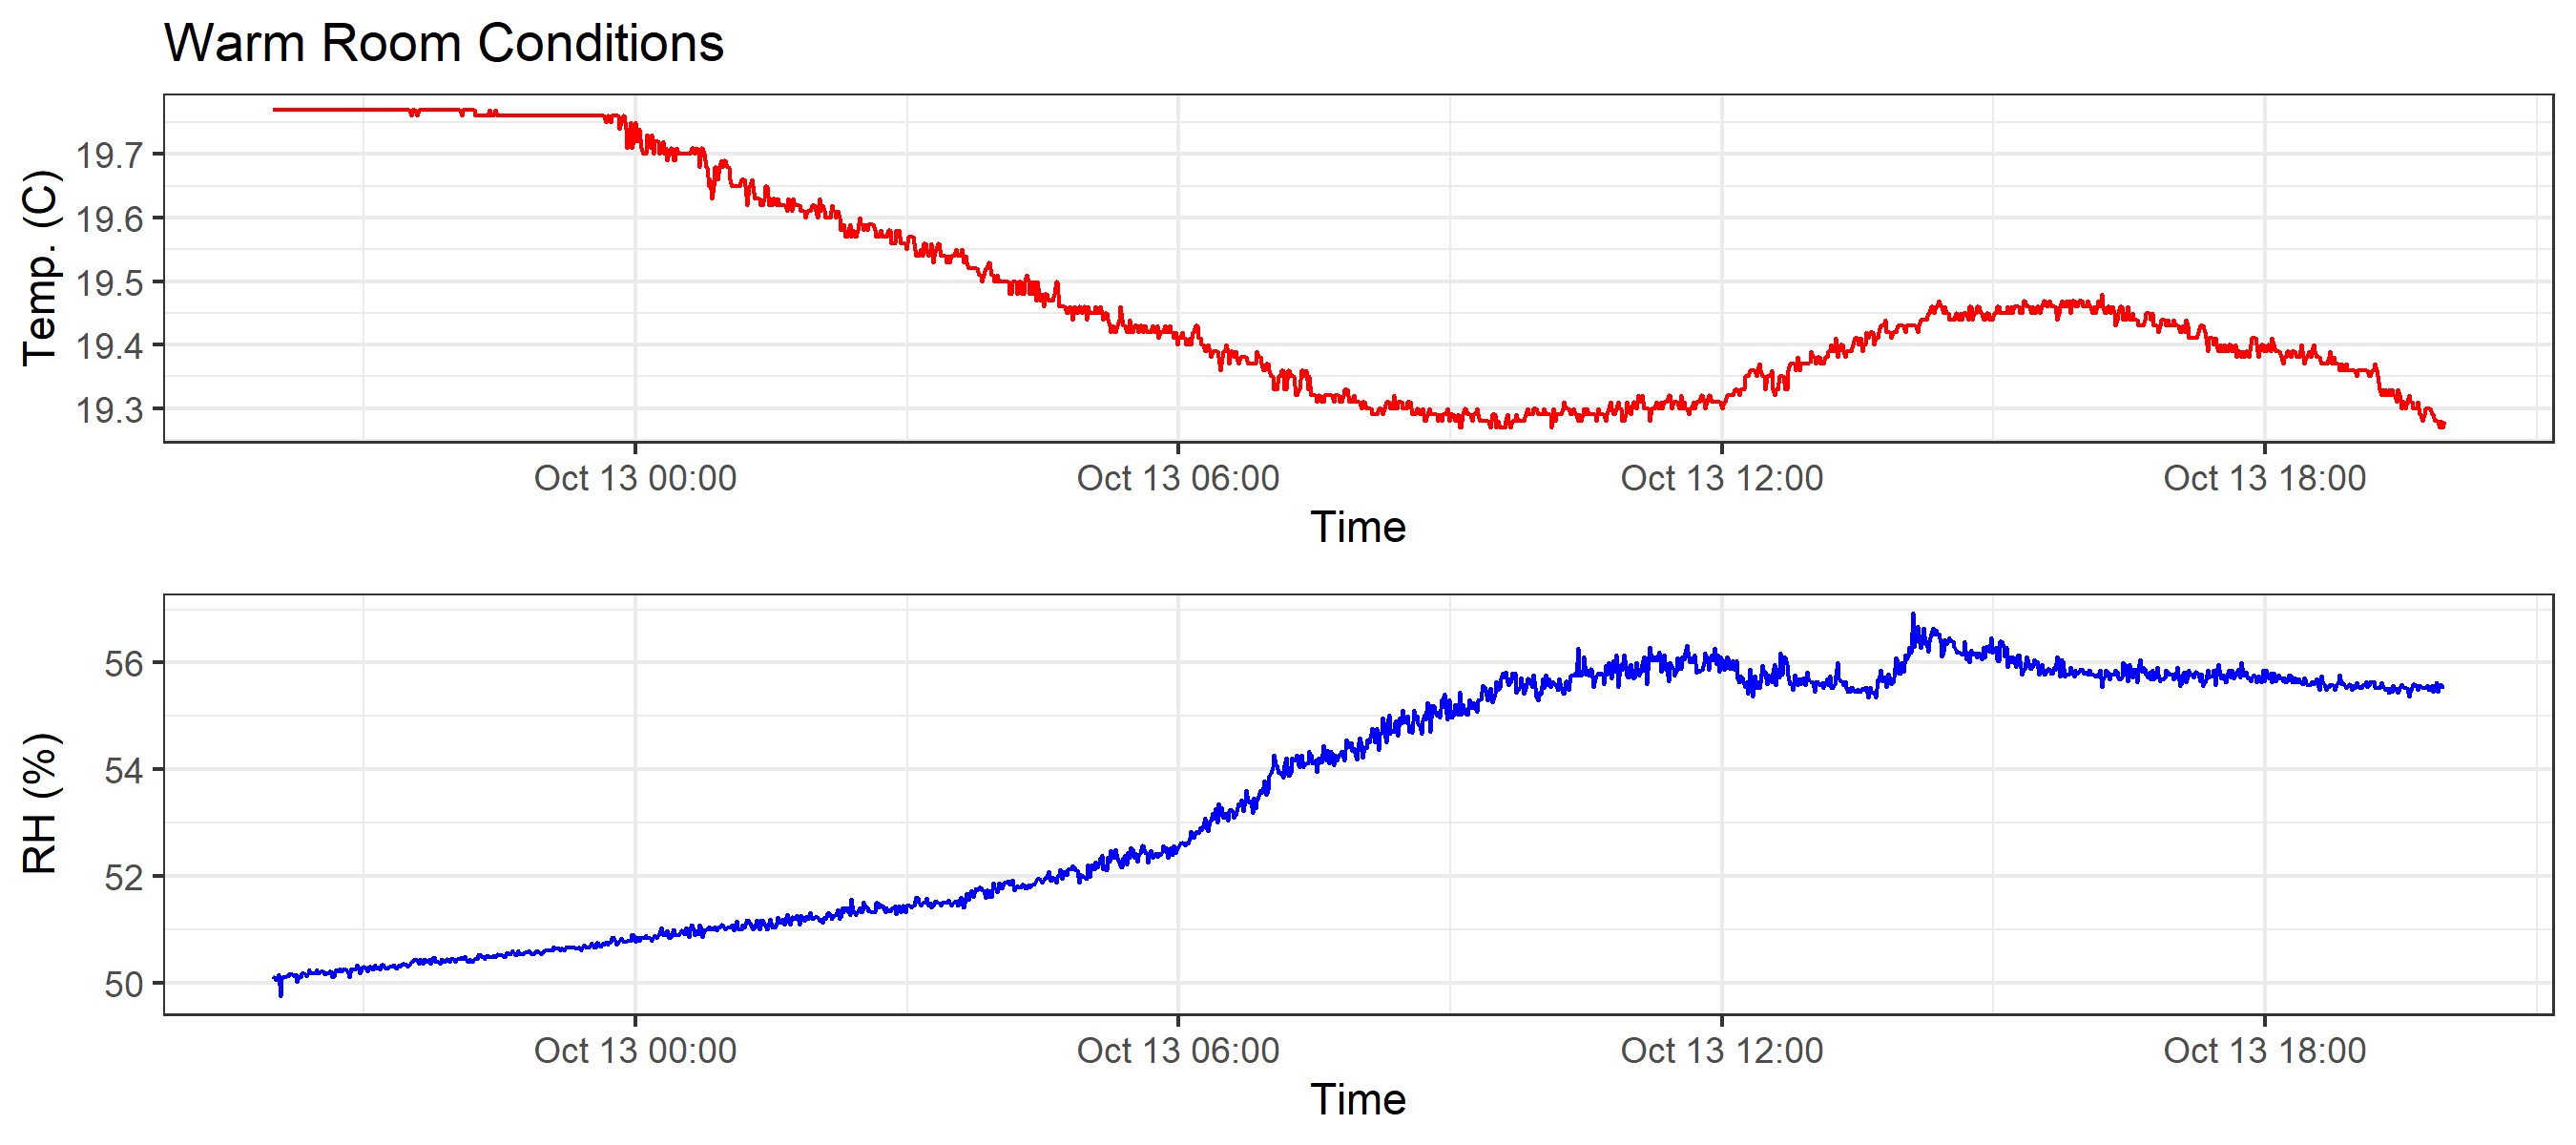 Warm Room Conditions
Temp. (C)
19.7
19.6
19.5
19.4
19.3
Oct 13 00:00 Oct 13 06:00 Oct 13 12:00 Oct 13 18:00
Time
RH (%)
56
54
52
50
Oct 13 00:00 Oct 13 06:00 Oct 13 12:00 Oct 13 18:00
Time